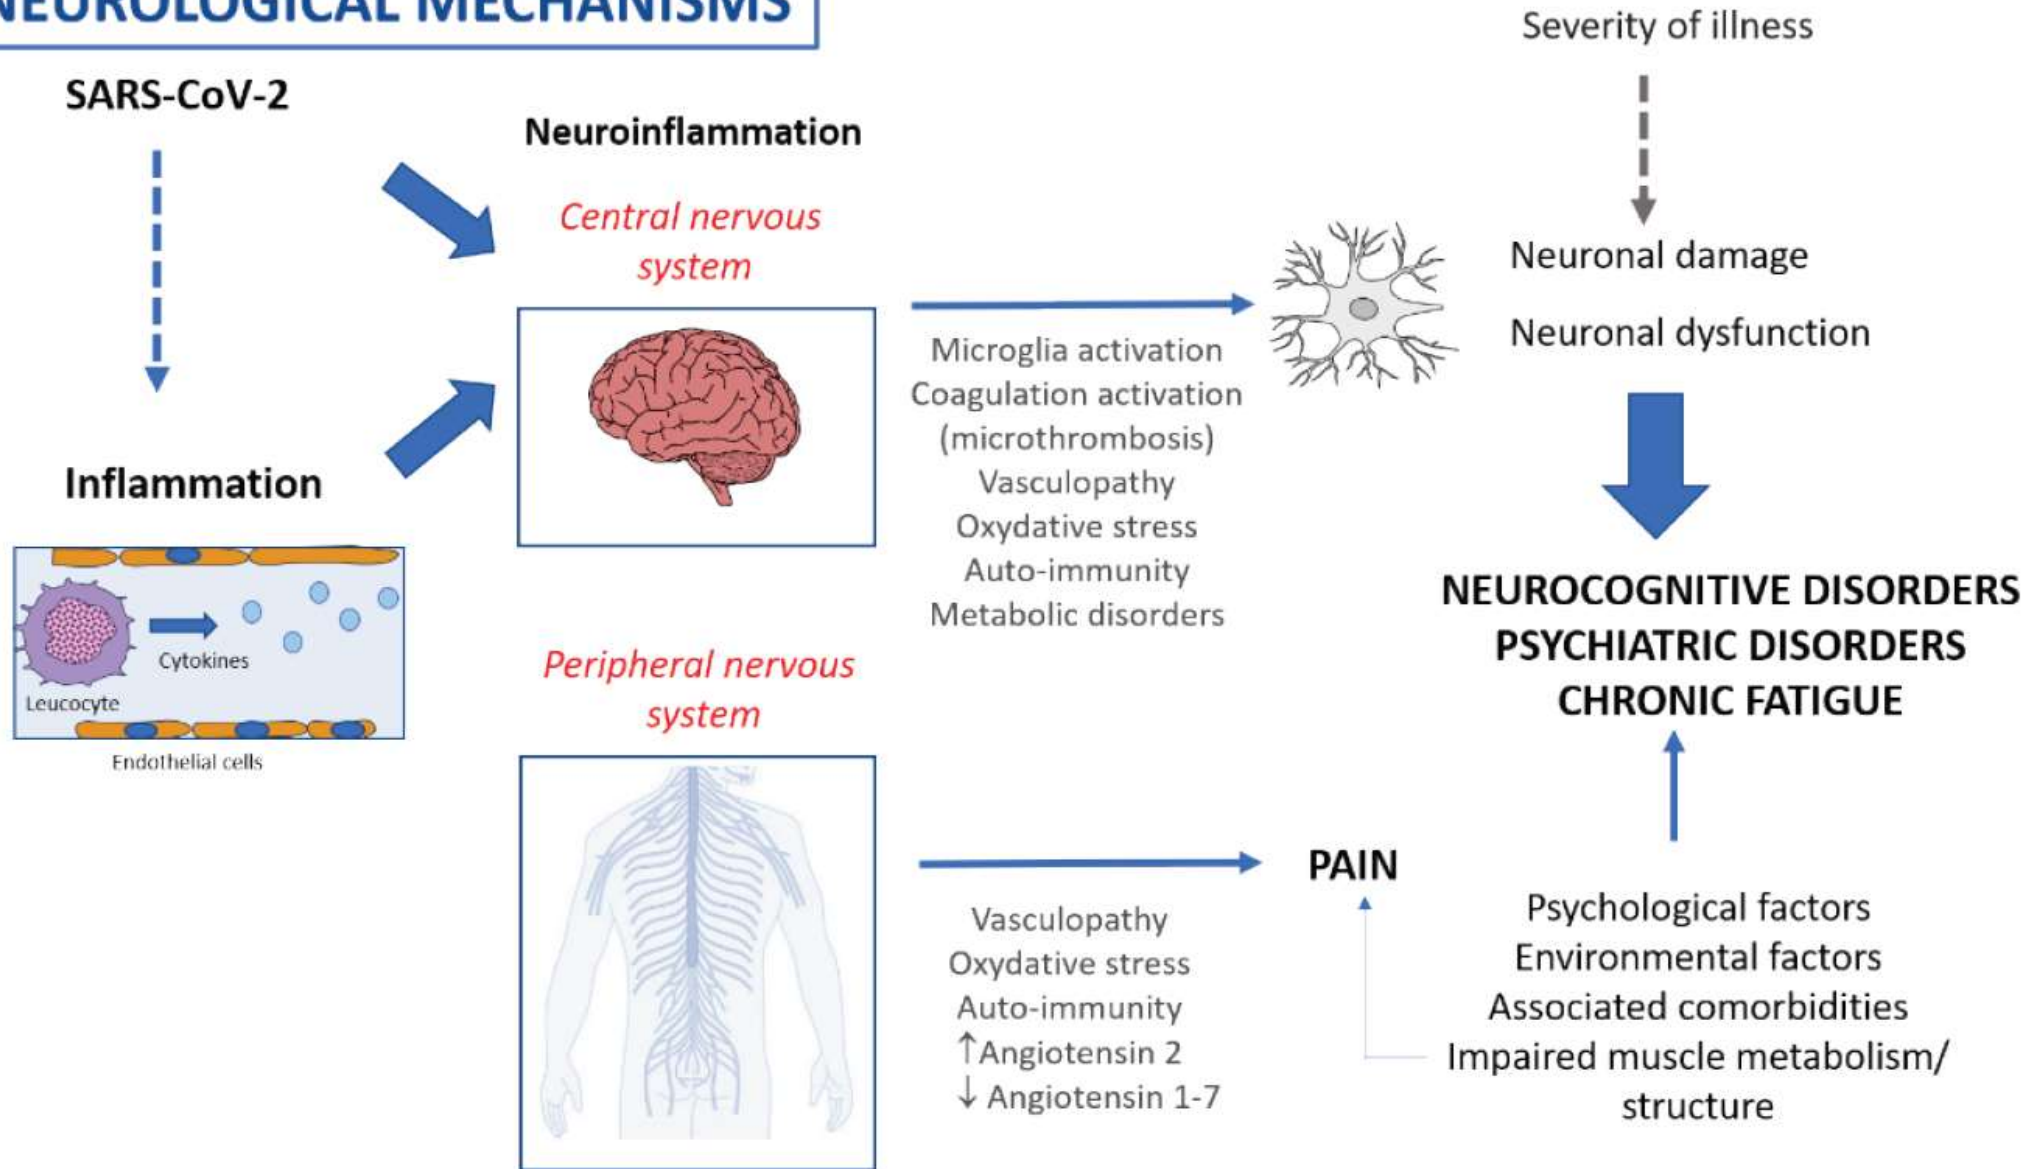 NEUROLOGICAL MECHANISMS
SARS-CoV-2
Inflammation
Cytokines
Leucocyte
Endothelial cells
Neuroinflammation
Central nervous
system
Peripheral nervous
system
Microglia activation
Coagulation activation
(microthrombosis)
Vasculopathy
Oxydative stress
Auto-immunity
Metabolic disorders
Vasculopathy
Oxydative stress
Auto-immunity
↑Angiotensin 2
↓ Angiotensin 1-7
Severity of illness
Neuronal damage
Neuronal dysfunction
NEUROCOGNITIVE DISORDERS
PSYCHIATRIC DISORDERS
CHRONIC FATIGUE
PAIN
Psychological factors
Environmental factors
Associated comorbidities
Impaired muscle metabolism/
structure